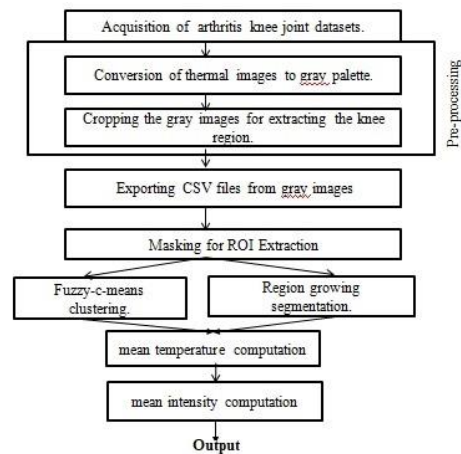 Acquisition of arthritis knee joint datasets.
Conversion of thermal images to gray palette.
Cropping the gray images for extracting the knee
region.
Pre-processing
Exporting CSV files from gray images
Masking for ROI Extraction
Fuzzy-c-means
clustering.
Region growing
segmentation.
mean temperature computation
mean intensity computation
Output